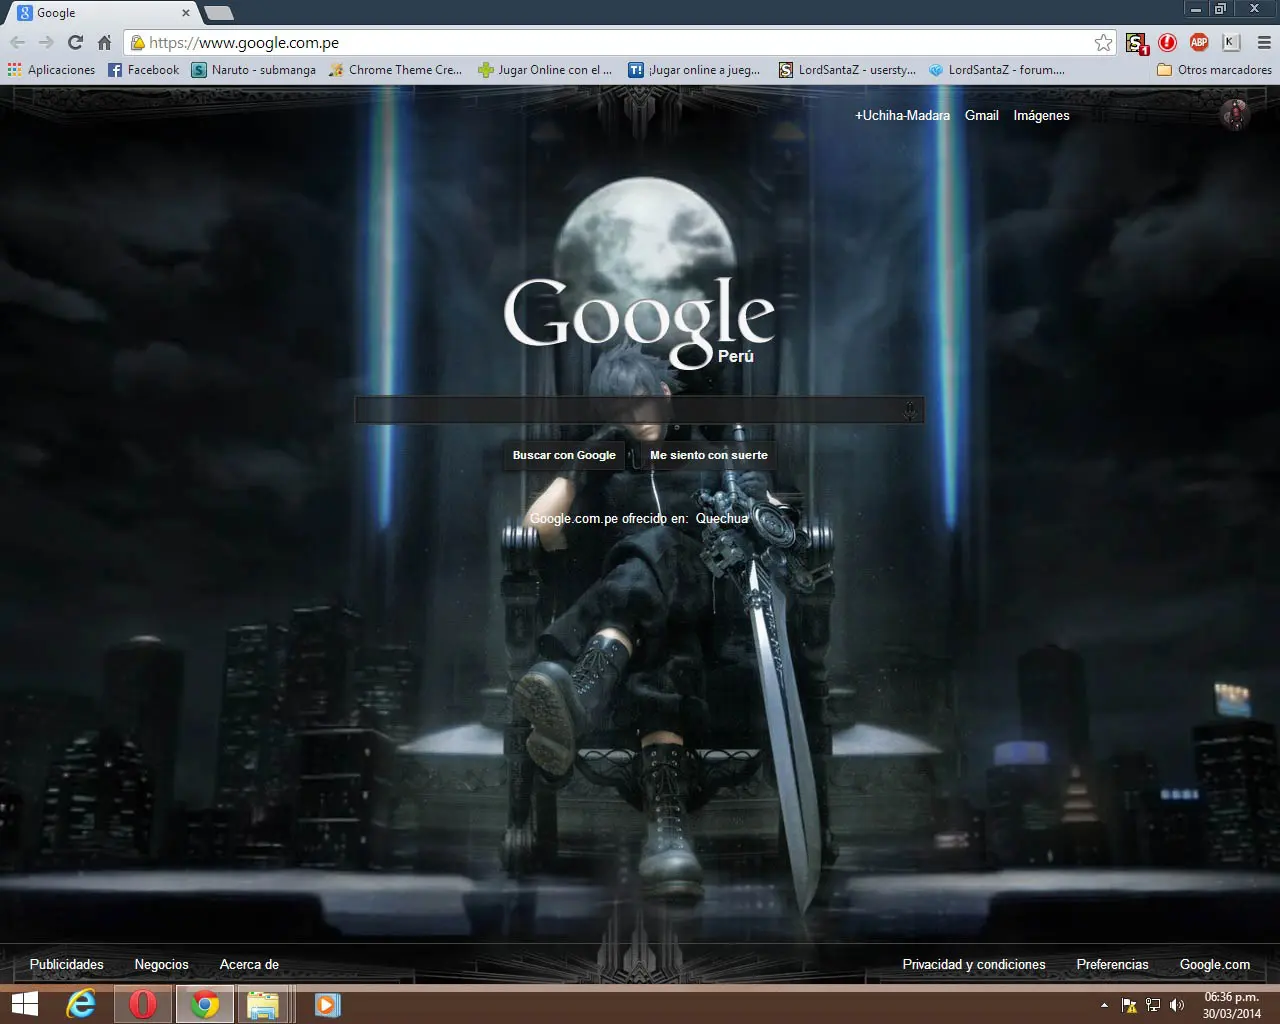 Google
https://www.google.com.pe
S 1
ABP
K
Aplicaciones
Facebook
S Naruto - submanga
Chrome Theme Cre...
Jugar Online con el ...
T! ¡Jugar online a jueg...
S LordSantaZ - usersty...
LordSantaZ - forum....
Otros marcadores
+Uchiha-Madara Gmail Imágenes
Google
Perú
Buscar con Google Me siento con suerte
Google.com.pe ofrecido en: Quechua
Publicidades Negocios Acerca de Privacidad y condiciones Preferencias Google.com
06:36 p.m.
30/03/2014